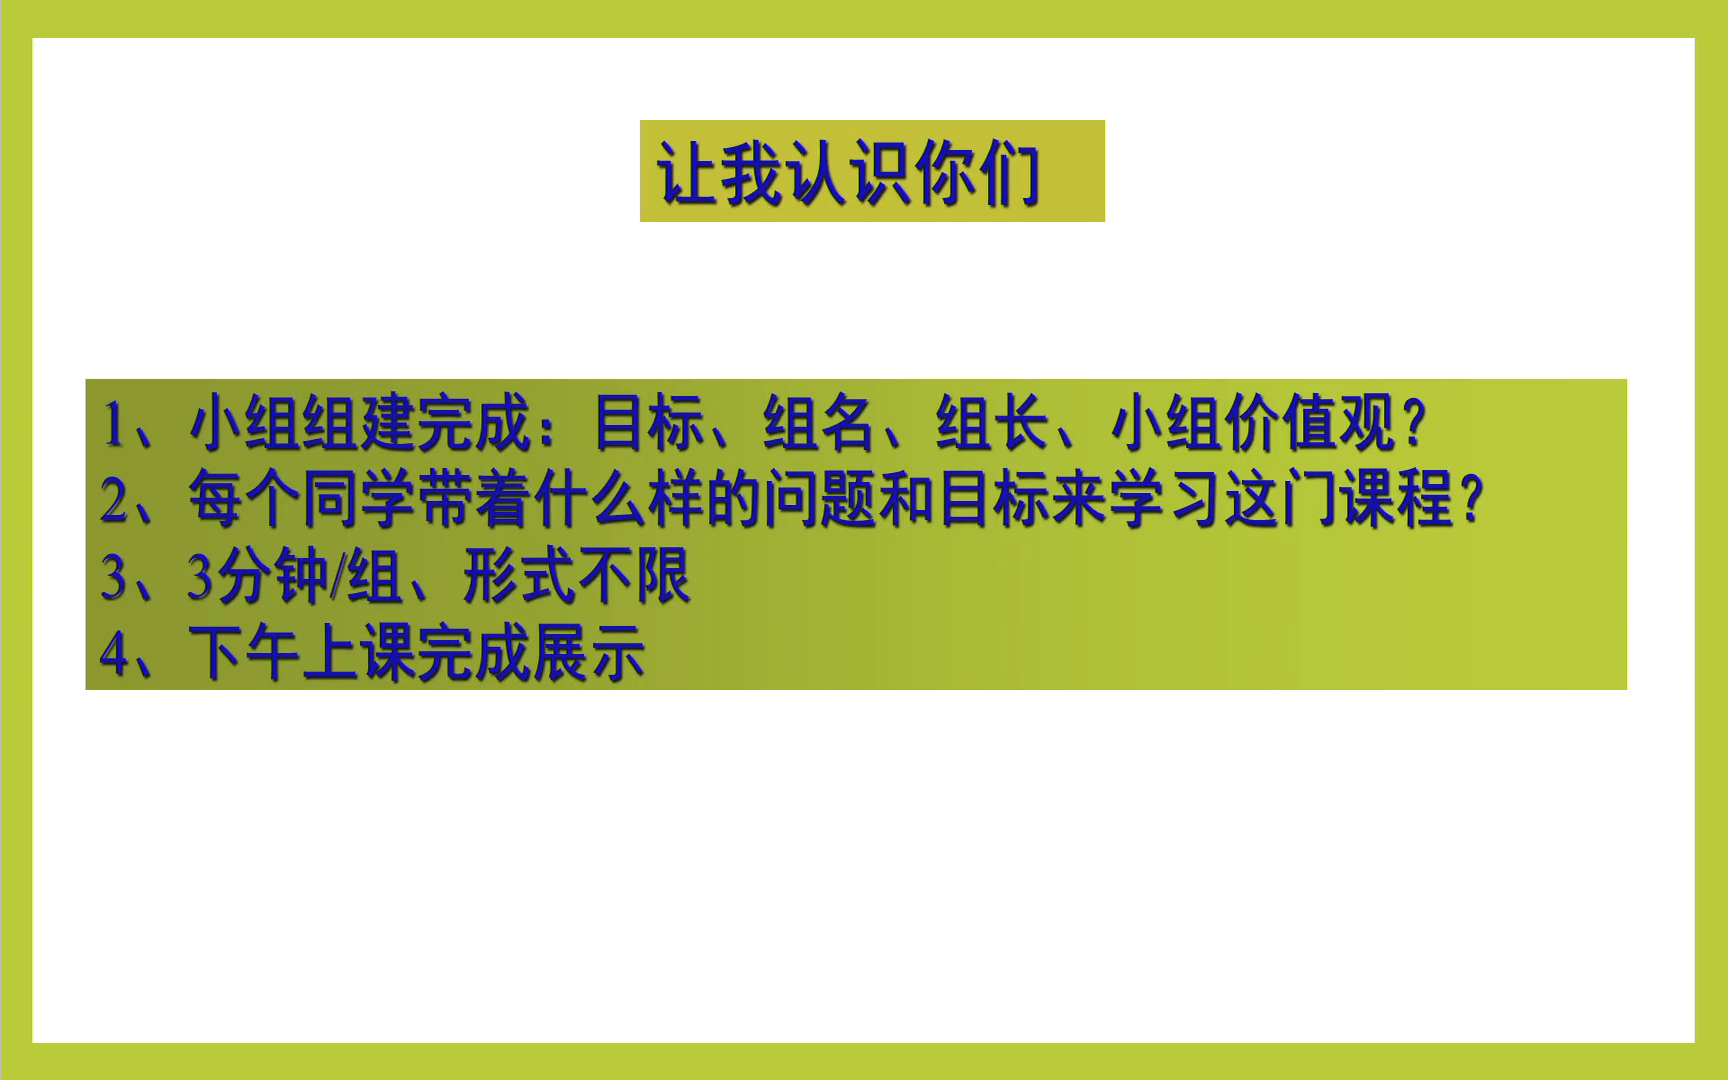 让我认识你们
1、小组组建完成：目标、组名、组长、小组价值观？
2、每个同学带着什么样的问题和目标来学习这门课程？
3、3分钟/组、形式不限
4、下午上课完成展示